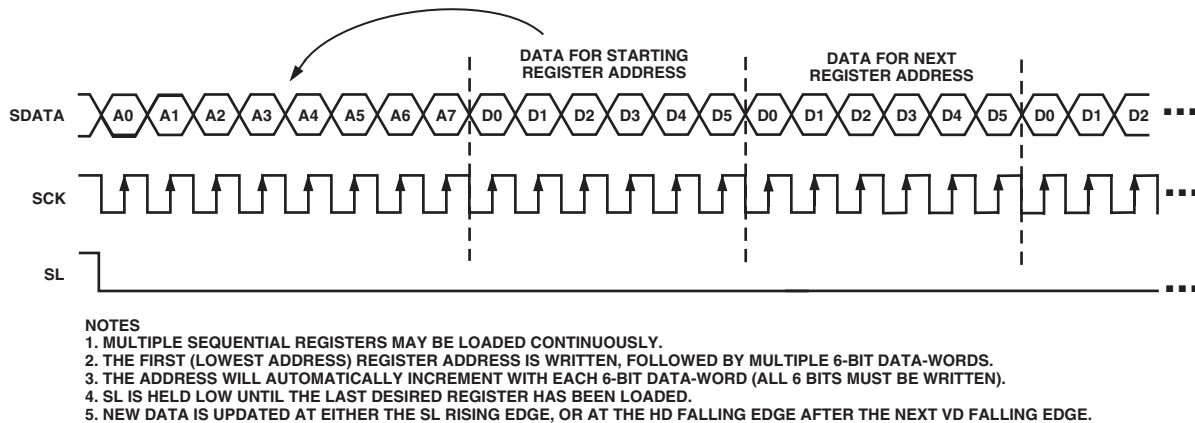 DATA FOR STARTING
REGISTER ADDRESS
DATA FOR NEXT
REGISTER ADDRESS
SDATA A0 A1 A2 A3 A4 A5 A6 A7 D0 D1 D2 D3 D4 D5 D0 D1 D2 D3 D4 D5 D0 D1 D2
SCK
SL
NOTES
1. MULTIPLE SEQUENTIAL REGISTERS MAY BE LOADED CONTINUOUSLY.
2. THE FIRST (LOWEST ADDRESS) REGISTER ADDRESS IS WRITTEN, FOLLOWED BY MULTIPLE 6-BIT DATA-WORDS.
3. THE ADDRESS WILL AUTOMATICALLY INCREMENT WITH EACH 6-BIT DATA-WORD (ALL 6 BITS MUST BE WRITTEN).
4. SL IS HELD LOW UNTIL THE LAST DESIRED REGISTER HAS BEEN LOADED.
5. NEW DATA IS UPDATED AT EITHER THE SL RISING EDGE, OR AT THE HD FALLING EDGE AFTER THE NEXT VD FALLING EDGE.